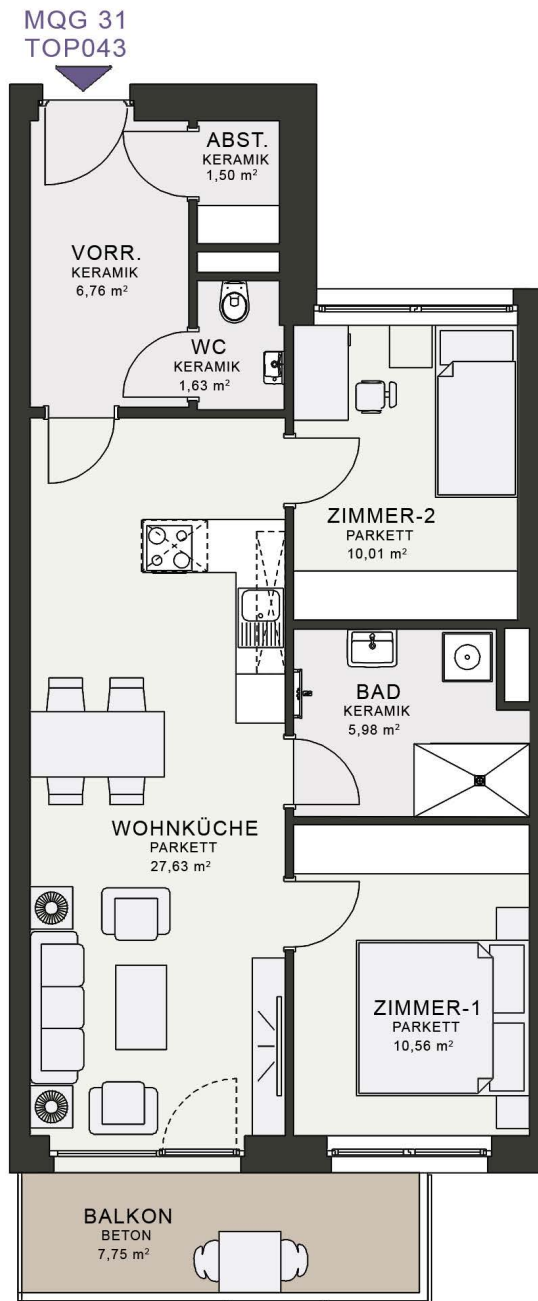 MQG 31
TOP043
ABST.
KERAMIK
1,50 m²
VORR.
KERAMIK
6,76 m²
WC
KERAMIK
1,63 m²
ZIMMER-2
PARKETT
10,01 m²
BAD
KERAMIK
5,98 m²
WOHNKÜCHE
PARKETT
27,63 m²
ZIMMER-1
PARKETT
10,56 m²
BALKON
BETON
7,75 m²